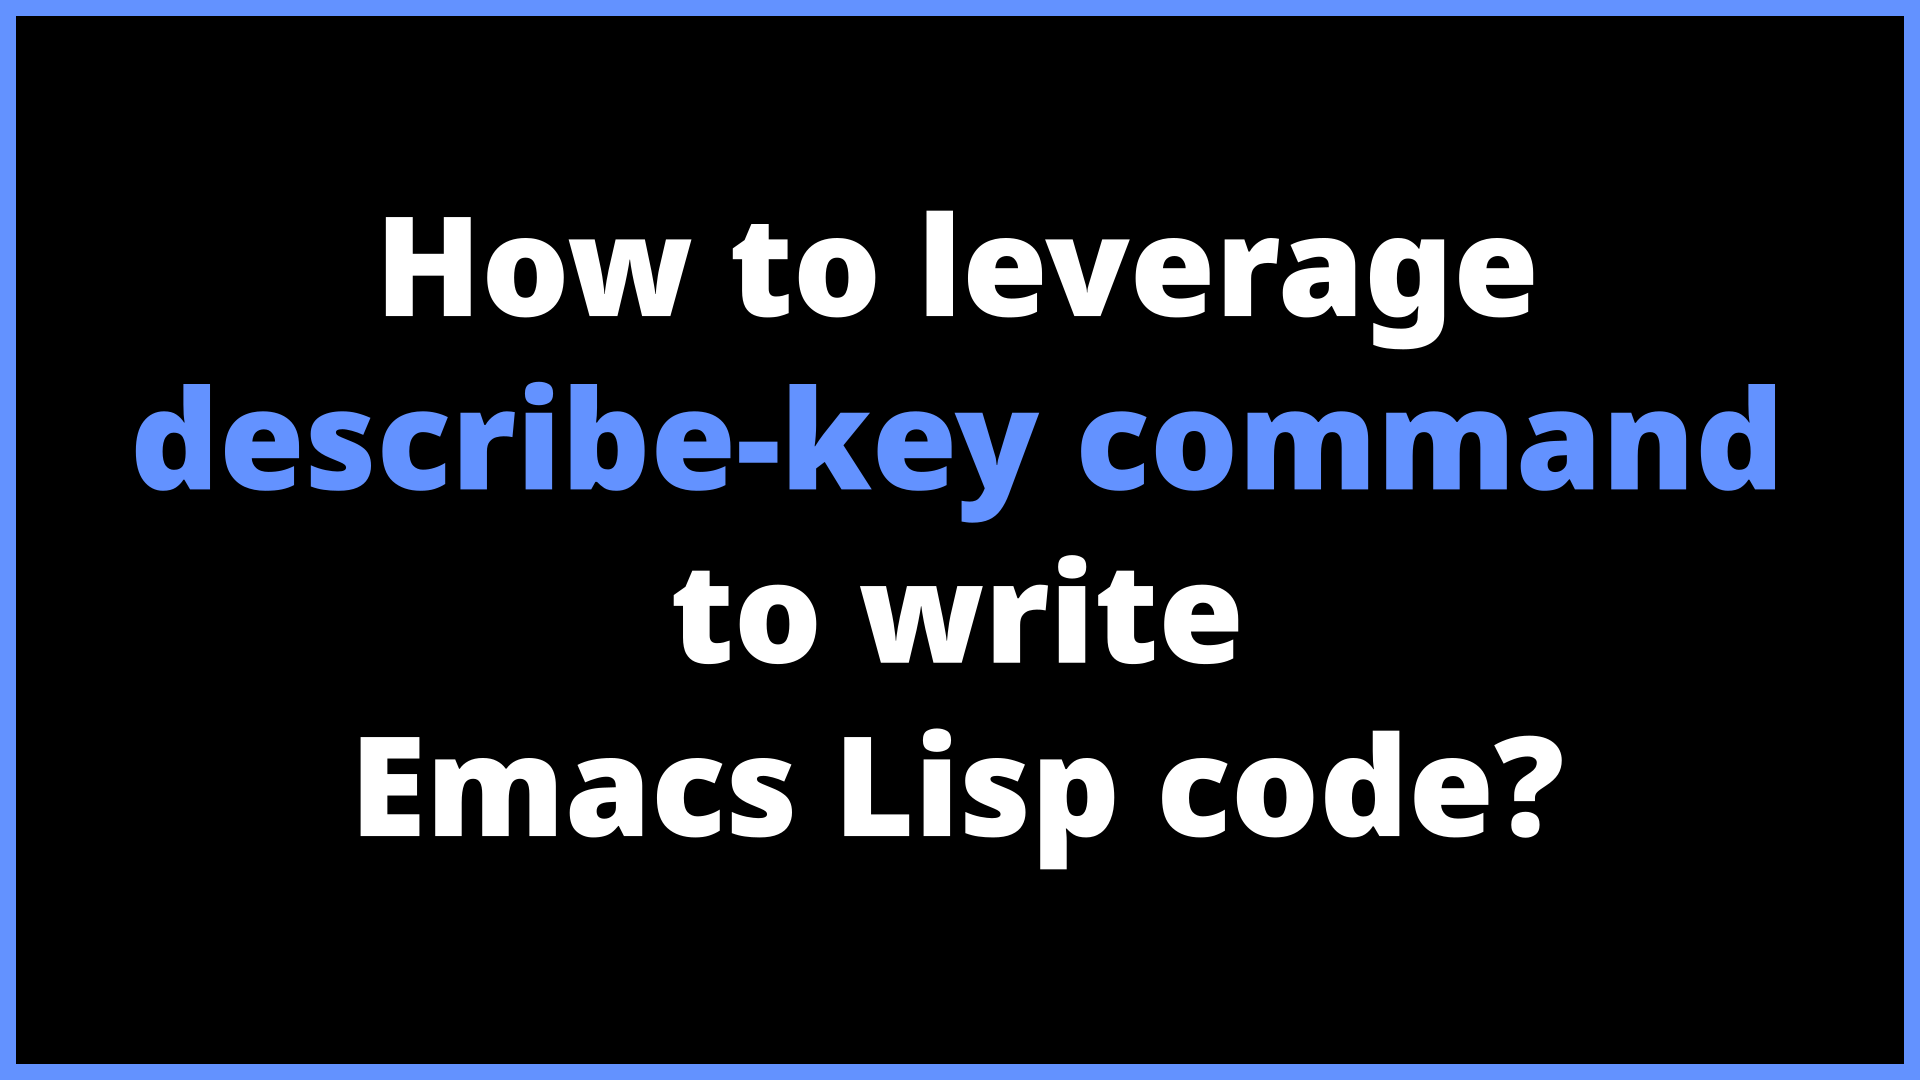 How to leverage
describe-key command
to write
Emacs Lisp code?